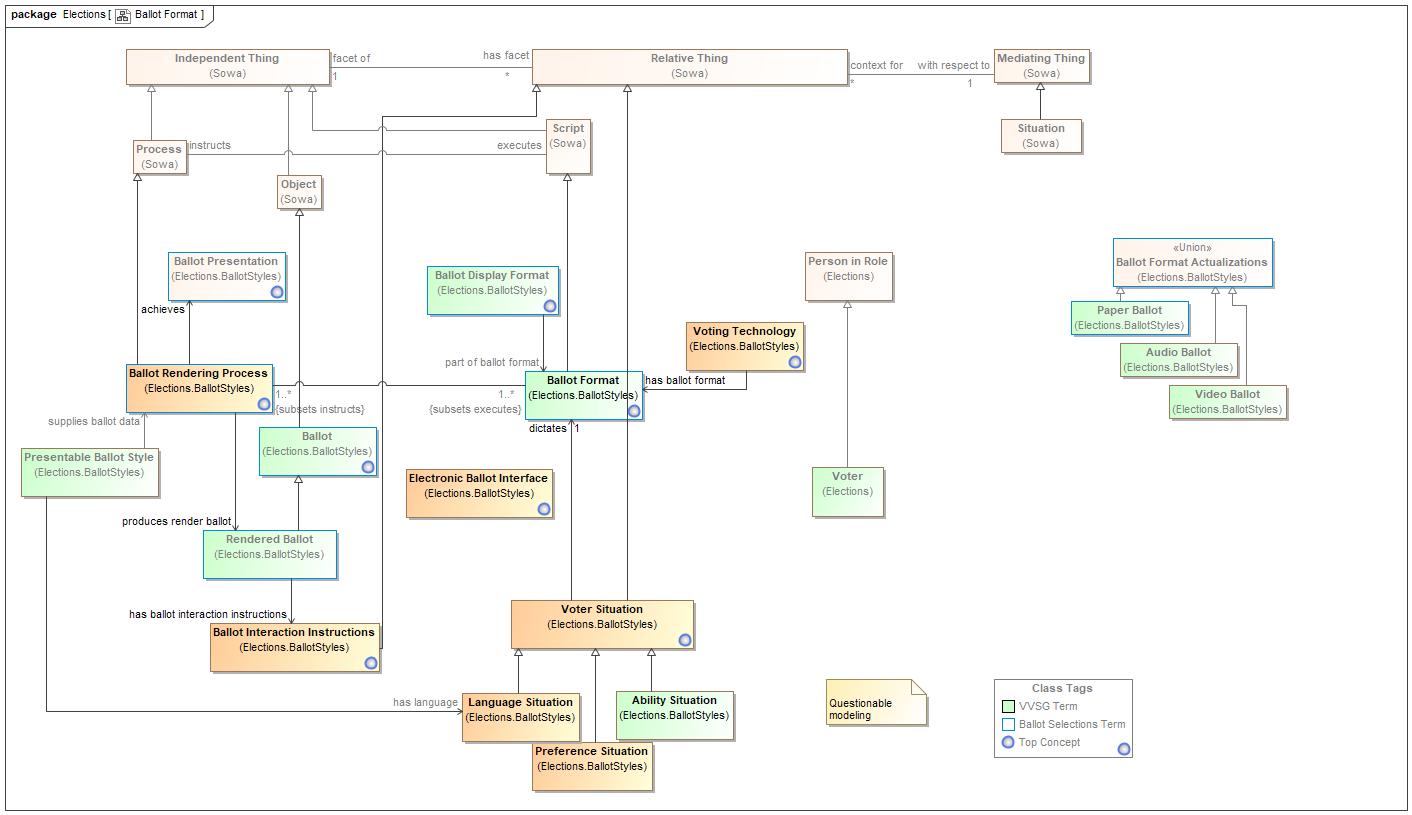 package Elections [ Ballot Format ]
Independent Thing
(Sowa)
facet of
1
has facet
*
Relative Thing
(Sowa)
context for
*
with respect to
1
Mediating Thing
(Sowa)
Situation
(Sowa)
Script
(Sowa)
Process
(Sowa)
instructs
executes
Object
(Sowa)
Ballot Presentation
(Elections.BallotStyles)
achieves
Ballot Display Format
(Elections.BallotStyles)
part of ballot format
Person in Role
(Elections)
«Union»
Ballot Format Actualizations
(Elections.BallotStyles)
Paper Ballot
(Elections.BallotStyles)
Audio Ballot
(Elections.BallotStyles)
Video Ballot
(Elections.BallotStyles)
Voting Technology
(Elections.BallotStyles)
has ballot format
Ballot Rendering Process
(Elections.BallotStyles)
1..*
{subsets instructs}
1..*
{subsets executes}
Ballot Format
(Elections.BallotStyles)
dictates
1
supplies ballot data
Presentable Ballot Style
(Elections.BallotStyles)
Ballot
(Elections.BallotStyles)
Electronic Ballot Interface
(Elections.BallotStyles)
Voter
(Elections)
produces render ballot
Rendered Ballot
(Elections.BallotStyles)
has ballot interaction instructions
Ballot Interaction Instructions
(Elections.BallotStyles)
Voter Situation
(Elections.BallotStyles)
has language
Language Situation
(Elections.BallotStyles)
Ability Situation
(Elections.BallotStyles)
Preference Situation
(Elections.BallotStyles)
Questionable
modeling
Class Tags
VVSG Term
Ballot Selections Term
Top Concept